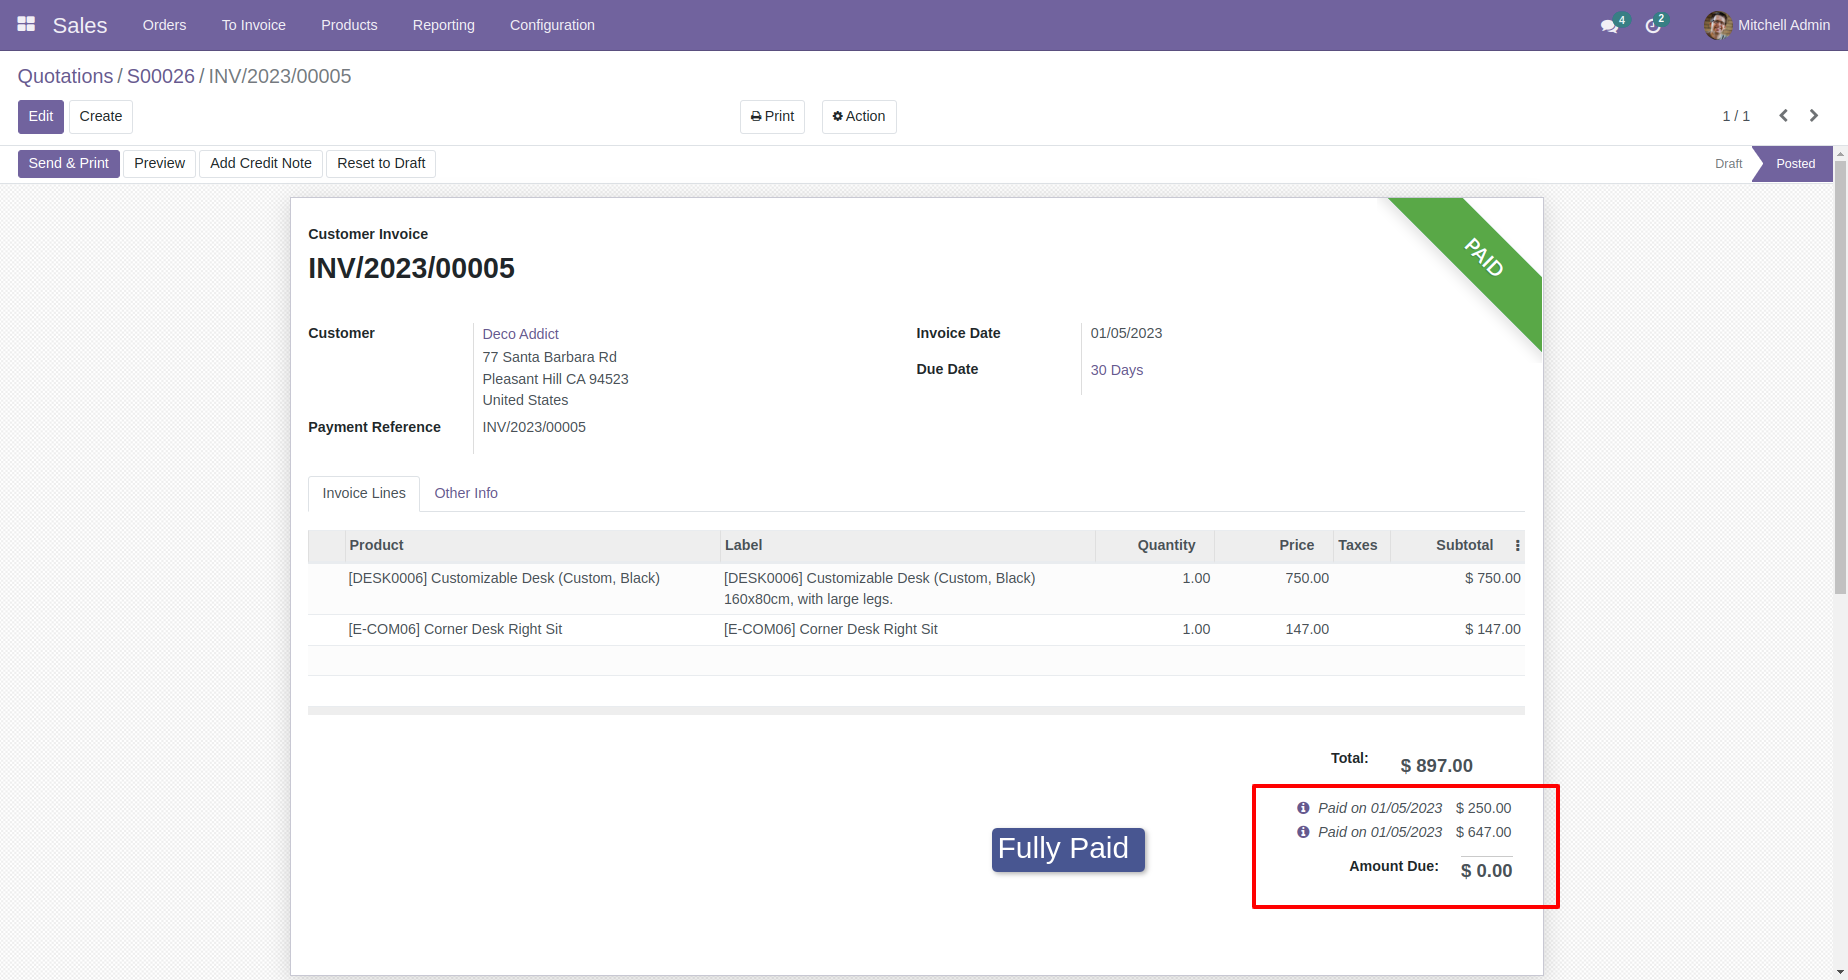 Sales Orders To Invoice Products Reporting Configuration 4 2 Mitchell Admin
Quotations / S00026 / INV/2023/00005
Edit Create Print Action 1 / 1
Send & Print Preview Add Credit Note Reset to Draft Draft Posted
PAID
Customer Invoice
INV/2023/00005
Customer Deco Addict
77 Santa Barbara Rd
Pleasant Hill CA 94523
United States
Payment Reference INV/2023/00005
Invoice Date 01/05/2023
Due Date 30 Days
Invoice Lines Other Info
Product Label Quantity Price Taxes Subtotal
[DESK0006] Customizable Desk (Custom, Black) [DESK0006] Customizable Desk (Custom, Black) 1.00 750.00 $ 750.00
160x80cm, with large legs.
[E-COM06] Corner Desk Right Sit [E-COM06] Corner Desk Right Sit 1.00 147.00 $ 147.00
Total: $ 897.00
Paid on 01/05/2023 $ 250.00
Paid on 01/05/2023 $ 647.00
Fully Paid
Amount Due: $ 0.00